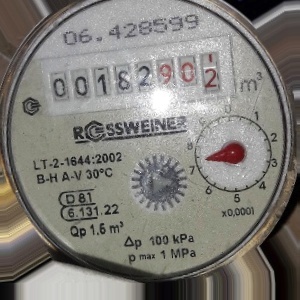 06.428599
00182902 m³
ROSSWEINER
LT-2-1644:2002
B-H A-V 30°C
D 81
6.131.22
Qp 1,5 m³
Δp 100 kPa
p max 1 MPa
0
1
2
3
4
5
6
7
8
9
x0,0001